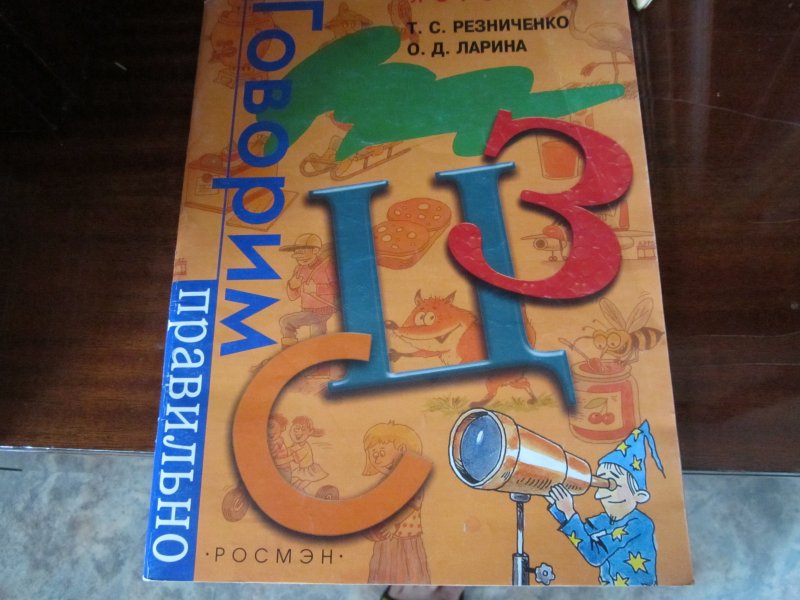 Т. С. РЕЗНИЧЕНКО
О. Д. ЛАРИНА
Говорим
правильно
С
Ц
З
·РОСМЭН·